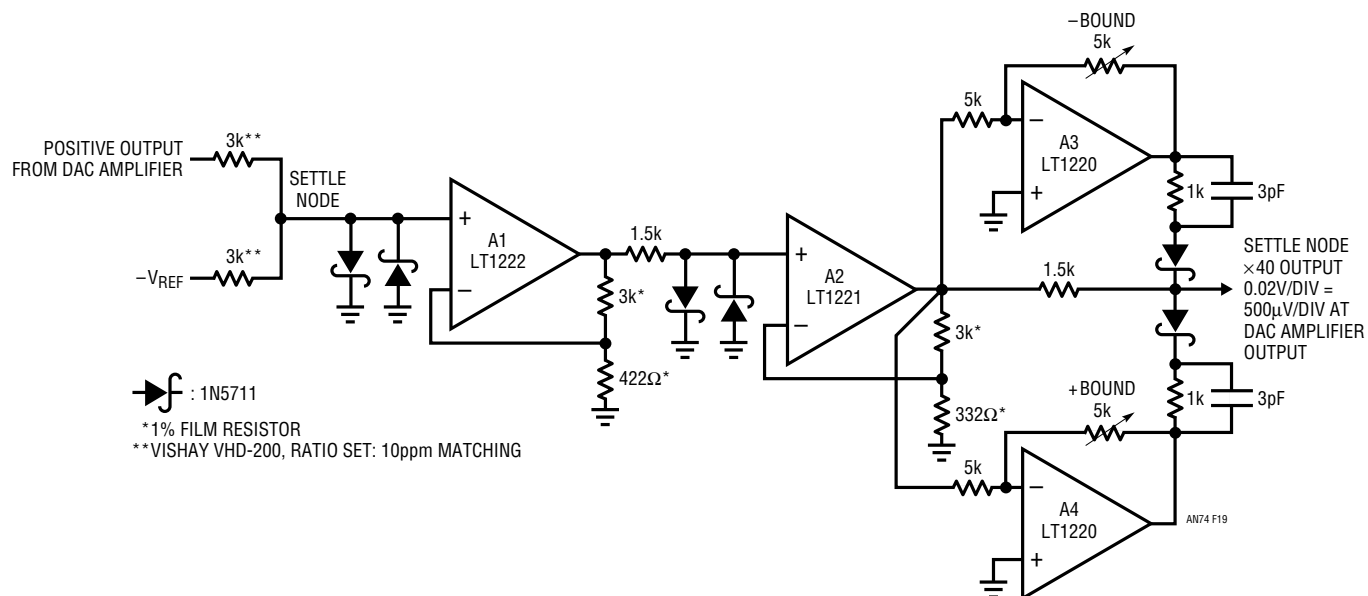 –BOUND
5k
5k
–
A3
LT1220
+
1k
3pF
POSITIVE OUTPUT
FROM DAC AMPLIFIER
3k**
SETTLE
NODE
3k**
–VREF
+
A1
LT1222
–
1.5k
3k*
422Ω*
+
A2
LT1221
–
3k*
332Ω*
1.5k
SETTLE NODE
×40 OUTPUT
0.02V/DIV =
500µV/DIV AT
DAC AMPLIFIER
OUTPUT
+BOUND
5k
1k
3pF
5k
–
A4
LT1220
+
AN74 F19
: 1N5711
*1% FILM RESISTOR
**VISHAY VHD-200, RATIO SET: 10ppm MATCHING